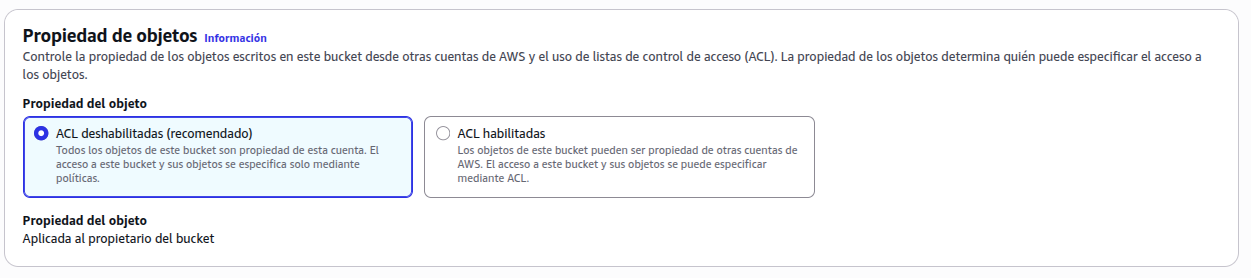 Propiedad de objetos Información
Controle la propiedad de los objetos escritos en este bucket desde otras cuentas de AWS y el uso de listas de control de acceso (ACL). La propiedad de los objetos determina quién puede especificar el acceso a
los objetos.
Propiedad del objeto
ACL deshabilitadas (recomendado)
Todos los objetos de este bucket son propiedad de esta cuenta. El
acceso a este bucket y sus objetos se especifica solo mediante
políticas.
ACL habilitadas
Los objetos de este bucket pueden ser propiedad de otras cuentas de
AWS. El acceso a este bucket y sus objetos se puede especificar
mediante ACL.
Propiedad del objeto
Aplicada al propietario del bucket